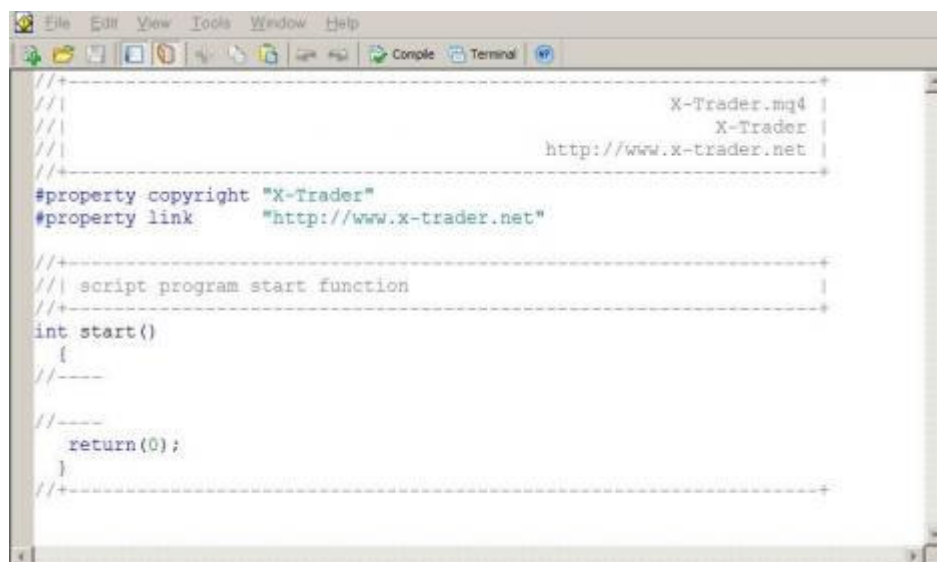 File Edit View Tools Window Help
Compile Terminal
//+------------------------------------------------------------------+
//| X-Trader.mq4 |
//| X-Trader |
//| http://www.x-trader.net |
//+------------------------------------------------------------------+
#property copyright "X-Trader"
#property link "http://www.x-trader.net"
//+------------------------------------------------------------------+
//| script program start function |
//+------------------------------------------------------------------+
int start()
{
//----
//----
return(0);
}
//+------------------------------------------------------------------+